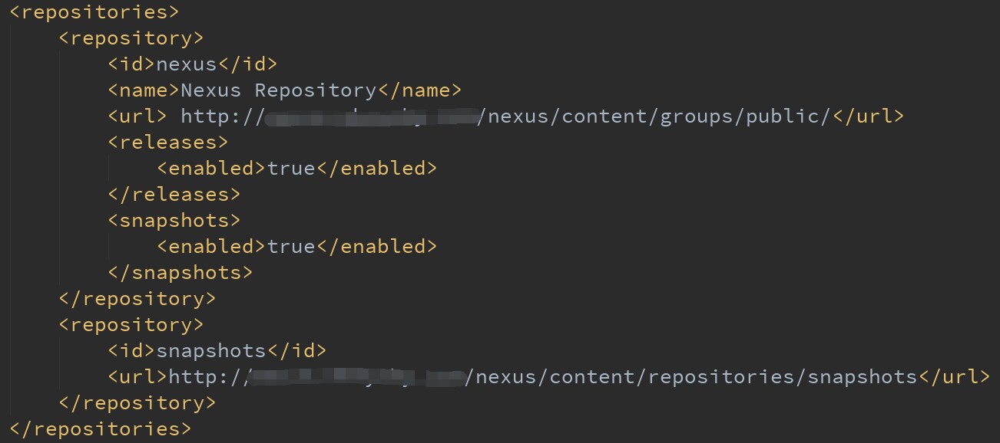 <repositories>
<repository>
<id>nexus</id>
<name>Nexus Repository</name>
<url> http:///nexus/content/groups/public/</url>
<releases>
<enabled>true</enabled>
</releases>
<snapshots>
<enabled>true</enabled>
</snapshots>
</repository>
<repository>
<id>snapshots</id>
<url>http:///nexus/content/repositories/snapshots</url>
</repository>
</repositories>